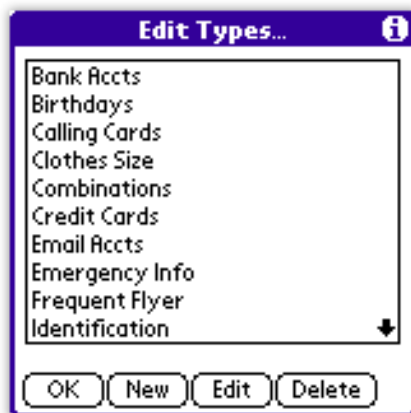 Edit Types...
Bank Accts
Birthdays
Calling Cards
Clothes Size
Combinations
Credit Cards
Email Accts
Emergency Info
Frequent Flyer
Identification
OK New Edit Delete